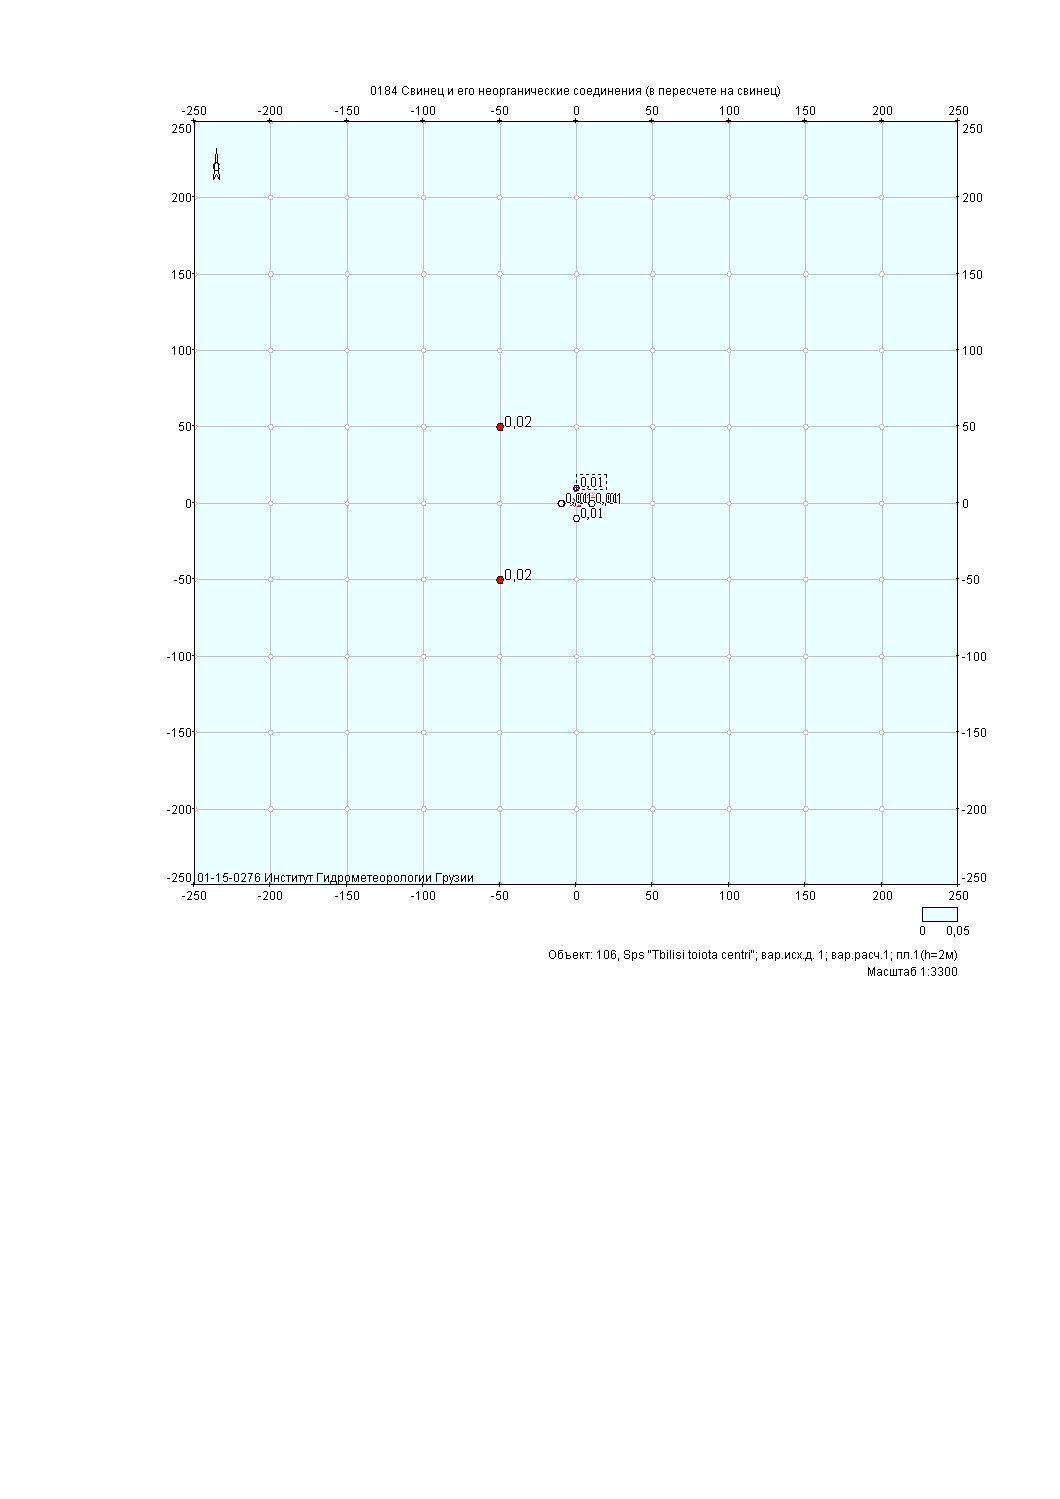 0184 Свинец и его неорганические соединения (в пересчете на свинец)
-250 -200 -150 -100 -50 0 50 100 150 200 250
250 250
200 200
150 150
100 100
50 0,02 50
0,01
0 0,01 0,01 0
0,01
-50 0,02 -50
-100 -100
-150 -150
-200 -200
-250 01-15-0276 Институт Гидрометеорологии Грузии -250
-250 -200 -150 -100 -50 0 50 100 150 200 250
0 0,05
Объект: 106, Sps "Tbilisi toiota centri"; вар.исх.д. 1; вар.расч.1; пл.1(h=2м)
Масштаб 1:3300